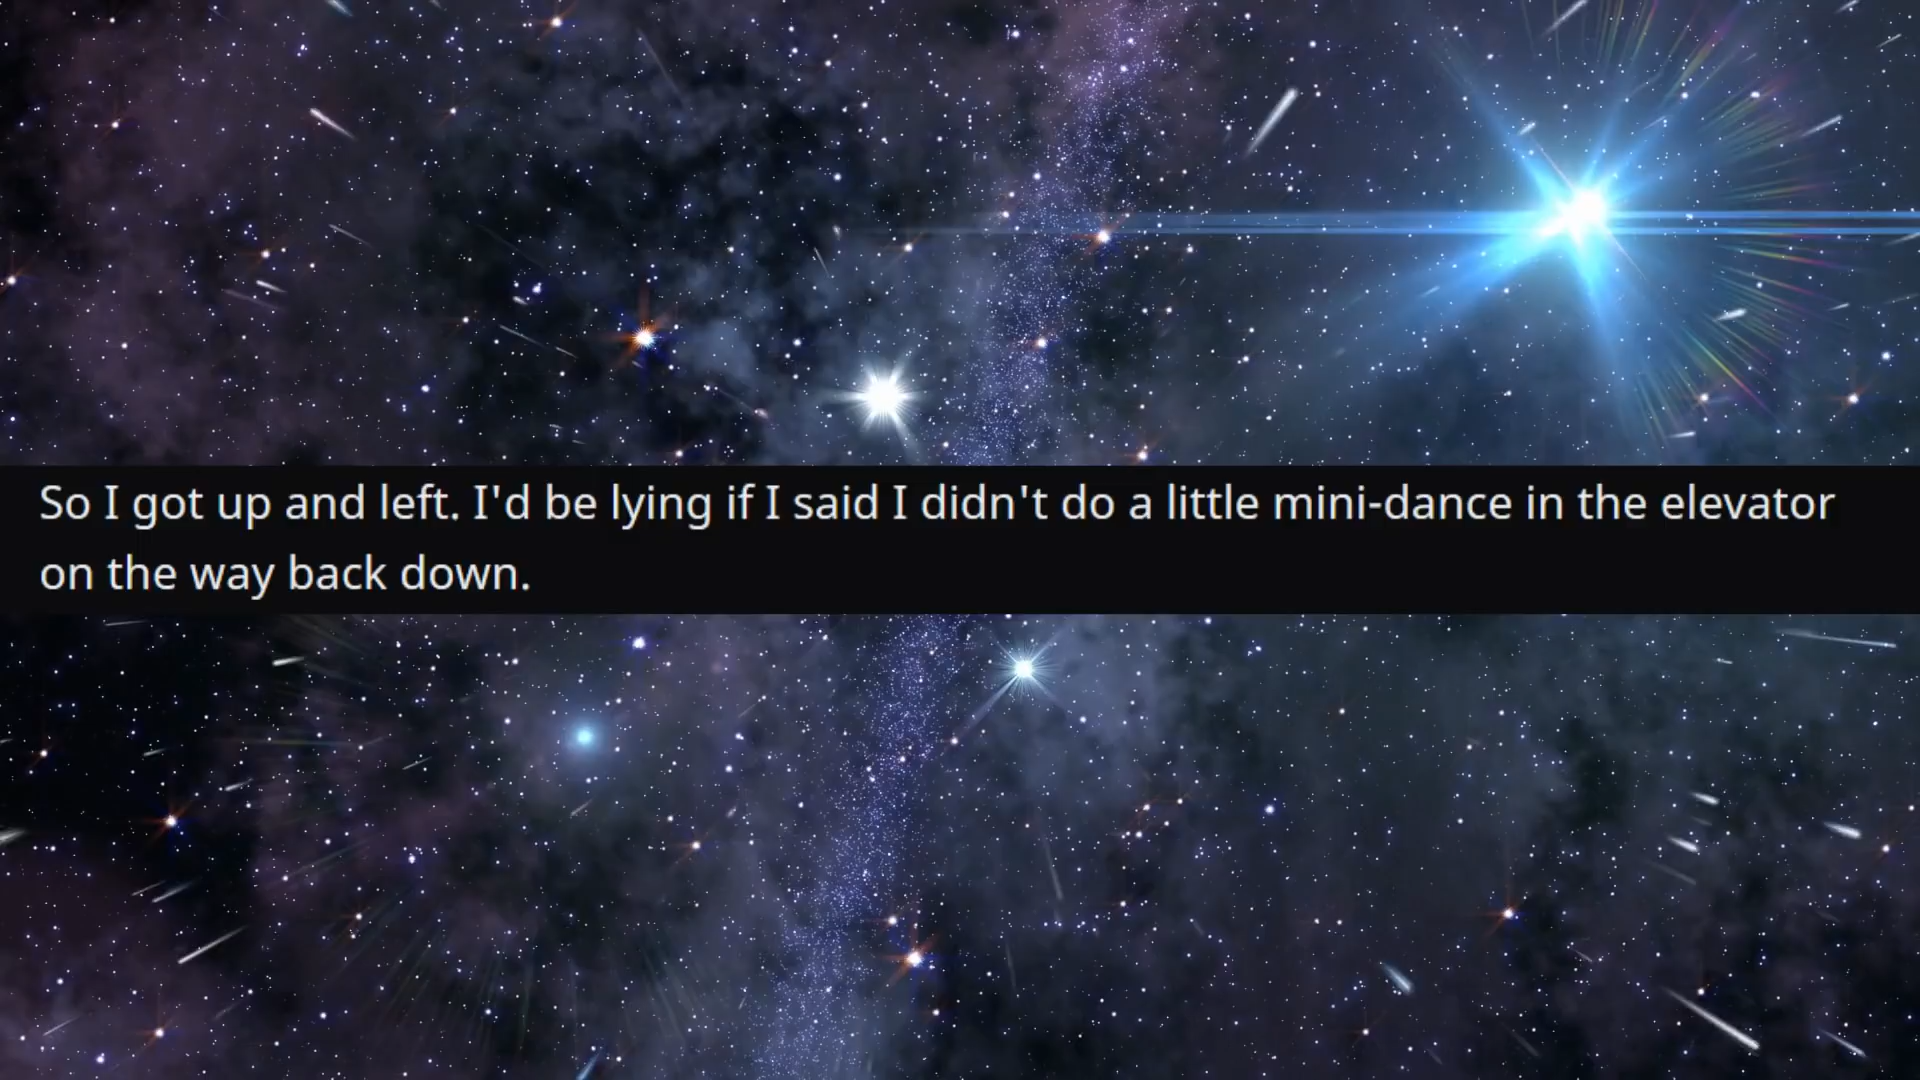 So I got up and left. I'd be lying if I said I didn't do a little mini-dance in the elevator
on the way back down.